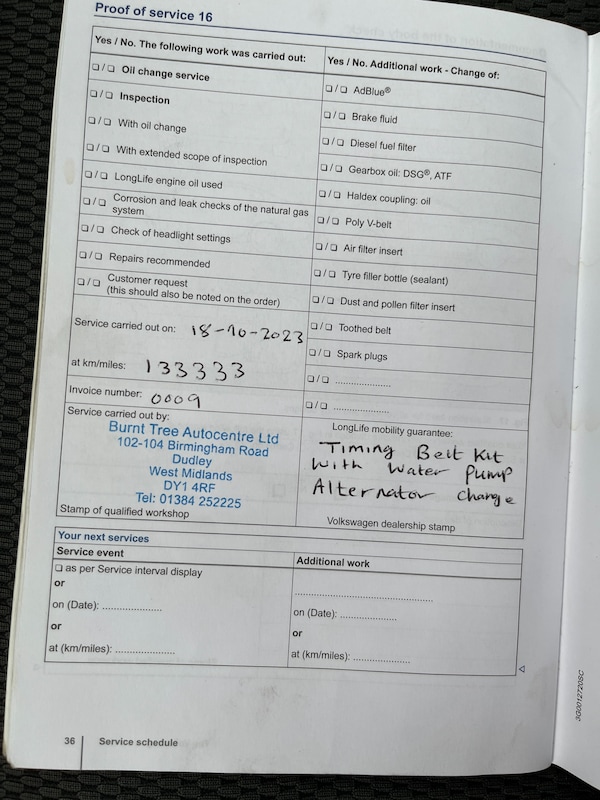 Proof of service 16
Yes / No. The following work was carried out:
❑ / ❑ Oil change service
❑ / ❑ Inspection
❑ / ❑ With oil change
❑ / ❑ With extended scope of inspection
❑ / ❑ LongLife engine oil used
❑ / ❑ Corrosion and leak checks of the natural gas
system
❑ / ❑ Check of headlight settings
❑ / ❑ Repairs recommended
❑ / ❑ Customer request
(this should also be noted on the order)
Service carried out on: 18-10-2023
at km/miles: 133333
Invoice number: 0009
Service carried out by:
Burnt Tree Autocentre Ltd
102-104 Birmingham Road
Dudley
West Midlands
DY1 4RF
Tel: 01384 252225
Stamp of qualified workshop
Yes / No. Additional work - Change of:
❑ / ❑ AdBlue®
❑ / ❑ Brake fluid
❑ / ❑ Diesel fuel filter
❑ / ❑ Gearbox oil: DSG®, ATF
❑ / ❑ Haldex coupling: oil
❑ / ❑ Poly V-belt
❑ / ❑ Air filter insert
❑ / ❑ Tyre filler bottle (sealant)
❑ / ❑ Dust and pollen filter insert
❑ / ❑ Toothed belt
❑ / ❑ Spark plugs
❑ / ❑ ....................
❑ / ❑ ....................
LongLife mobility guarantee:
Timing Belt Kit
With Water Pump
Alternator change
Volkswagen dealership stamp
Your next services
Service event
❑ as per Service interval display
or
on (Date): .....................
or
at (km/miles): .....................
Additional work
..................................................
on (Date): ....................
or
at (km/miles): ....................
36 Service schedule
3G0012720SC